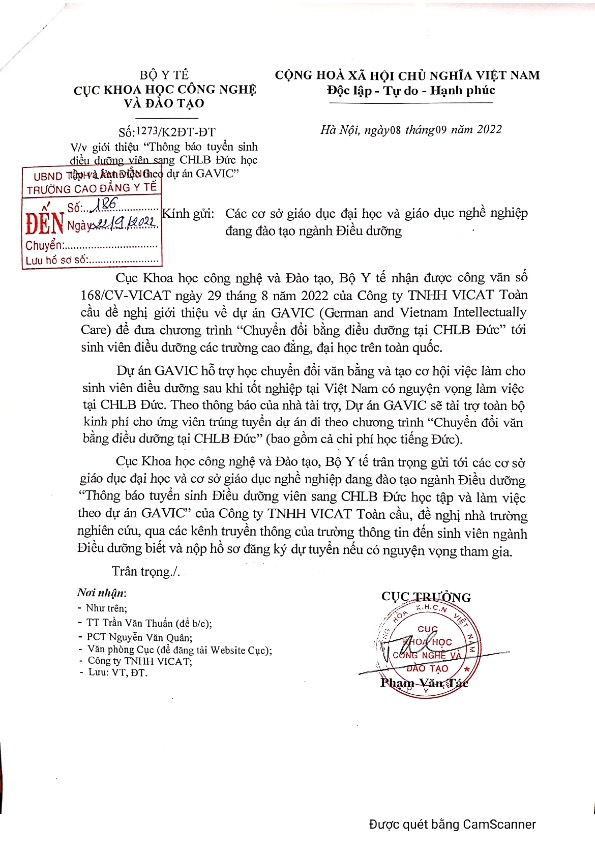 BỘ Y TẾ
CỤC KHOA HỌC CÔNG NGHỆ
VÀ ĐÀO TẠO
CỘNG HOÀ XÃ HỘI CHỦ NGHĨA VIỆT NAM
Độc lập - Tự do - Hạnh phúc
Số:1273/K2ĐT-ĐT
Hà Nội, ngày08 tháng09 năm 2022
V/v giới thiệu “Thông báo tuyển sinh
điều dưỡng viên sang CHLB Đức học
tập và làm việc theo dự án GAVIC”
UBND TỈNH LÂM ĐỒNG
TRƯỜNG CAO ĐẲNG Y TẾ
ĐẾN
Số: 186
Ngày 22/9/2022
Chuyển:
Lưu hồ sơ số:
Kính gửi: Các cơ sở giáo dục đại học và giáo dục nghề nghiệp
đang đào tạo ngành Điều dưỡng
Cục Khoa học công nghệ và Đào tạo, Bộ Y tế nhận được công văn số
168/CV-VICAT ngày 29 tháng 8 năm 2022 của Công ty TNHH VICAT Toàn
cầu đề nghị giới thiệu về dự án GAVIC (German and Vietnam Intellectually
Care) để đưa chương trình “Chuyển đổi bằng điều dưỡng tại CHLB Đức” tới
sinh viên điều dưỡng các trường cao đẳng, đại học trên toàn quốc.
Dự án GAVIC hỗ trợ học chuyển đổi văn bằng và tạo cơ hội việc làm cho
sinh viên điều dưỡng sau khi tốt nghiệp tại Việt Nam có nguyện vọng làm việc
tại CHLB Đức. Theo thông báo của nhà tài trợ, Dự án GAVIC sẽ tài trợ toàn bộ
kinh phí cho ứng viên trúng tuyển dự án đi theo chương trình “Chuyển đổi văn
bằng điều dưỡng tại CHLB Đức” (bao gồm cả chi phí học tiếng Đức).
Cục Khoa học công nghệ và Đào tạo, Bộ Y tế trân trọng gửi tới các cơ sở
giáo dục đại học và cơ sở giáo dục nghề nghiệp đang đào tạo ngành Điều dưỡng
“Thông báo tuyển sinh Điều dưỡng viên sang CHLB Đức học tập và làm việc
theo dự án GAVIC” của Công ty TNHH VICAT Toàn cầu, đề nghị nhà trường
nghiên cứu, qua các kênh truyền thông của trường thông tin đến sinh viên ngành
Điều dưỡng biết và nộp hồ sơ đăng ký dự tuyển nếu có nguyện vọng tham gia.
Trân trọng./.
Nơi nhận:
- Như trên;
- TT Trần Văn Thuấn (để b/c);
- PCT Nguyễn Văn Quân;
- Văn phòng Cục (để đăng tải Website Cục);
- Công ty TNHH VICAT;
- Lưu: VT, ĐT.
CỤC TRƯỞNG
CỤC
KHOA HỌC
CÔNG NGHỆ VÀ
ĐÀO TẠO
Phạm Văn Tác
Được quét bằng CamScanner